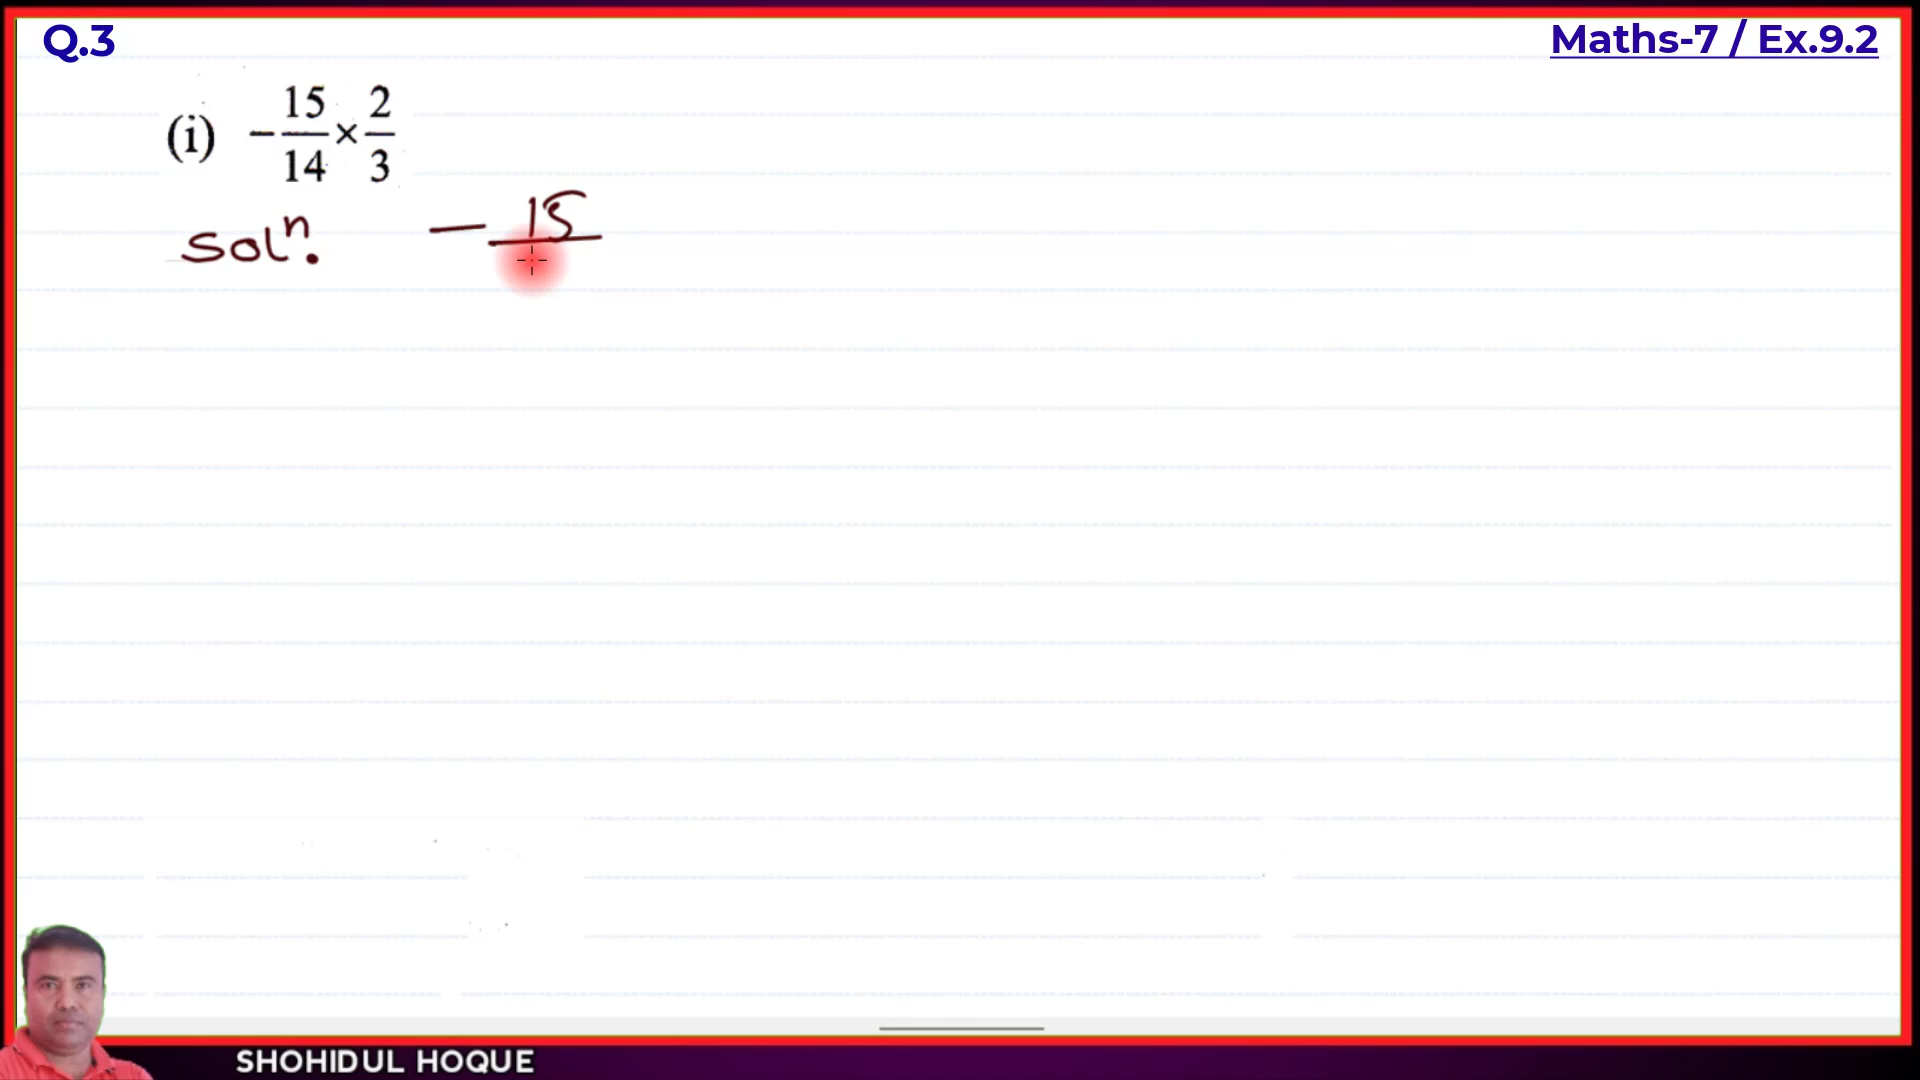 Q.3
Maths-7 / Ex.9.2
(i) -15/14 × 2/3
Solⁿ. - 15
SHOHIDUL HOQUE